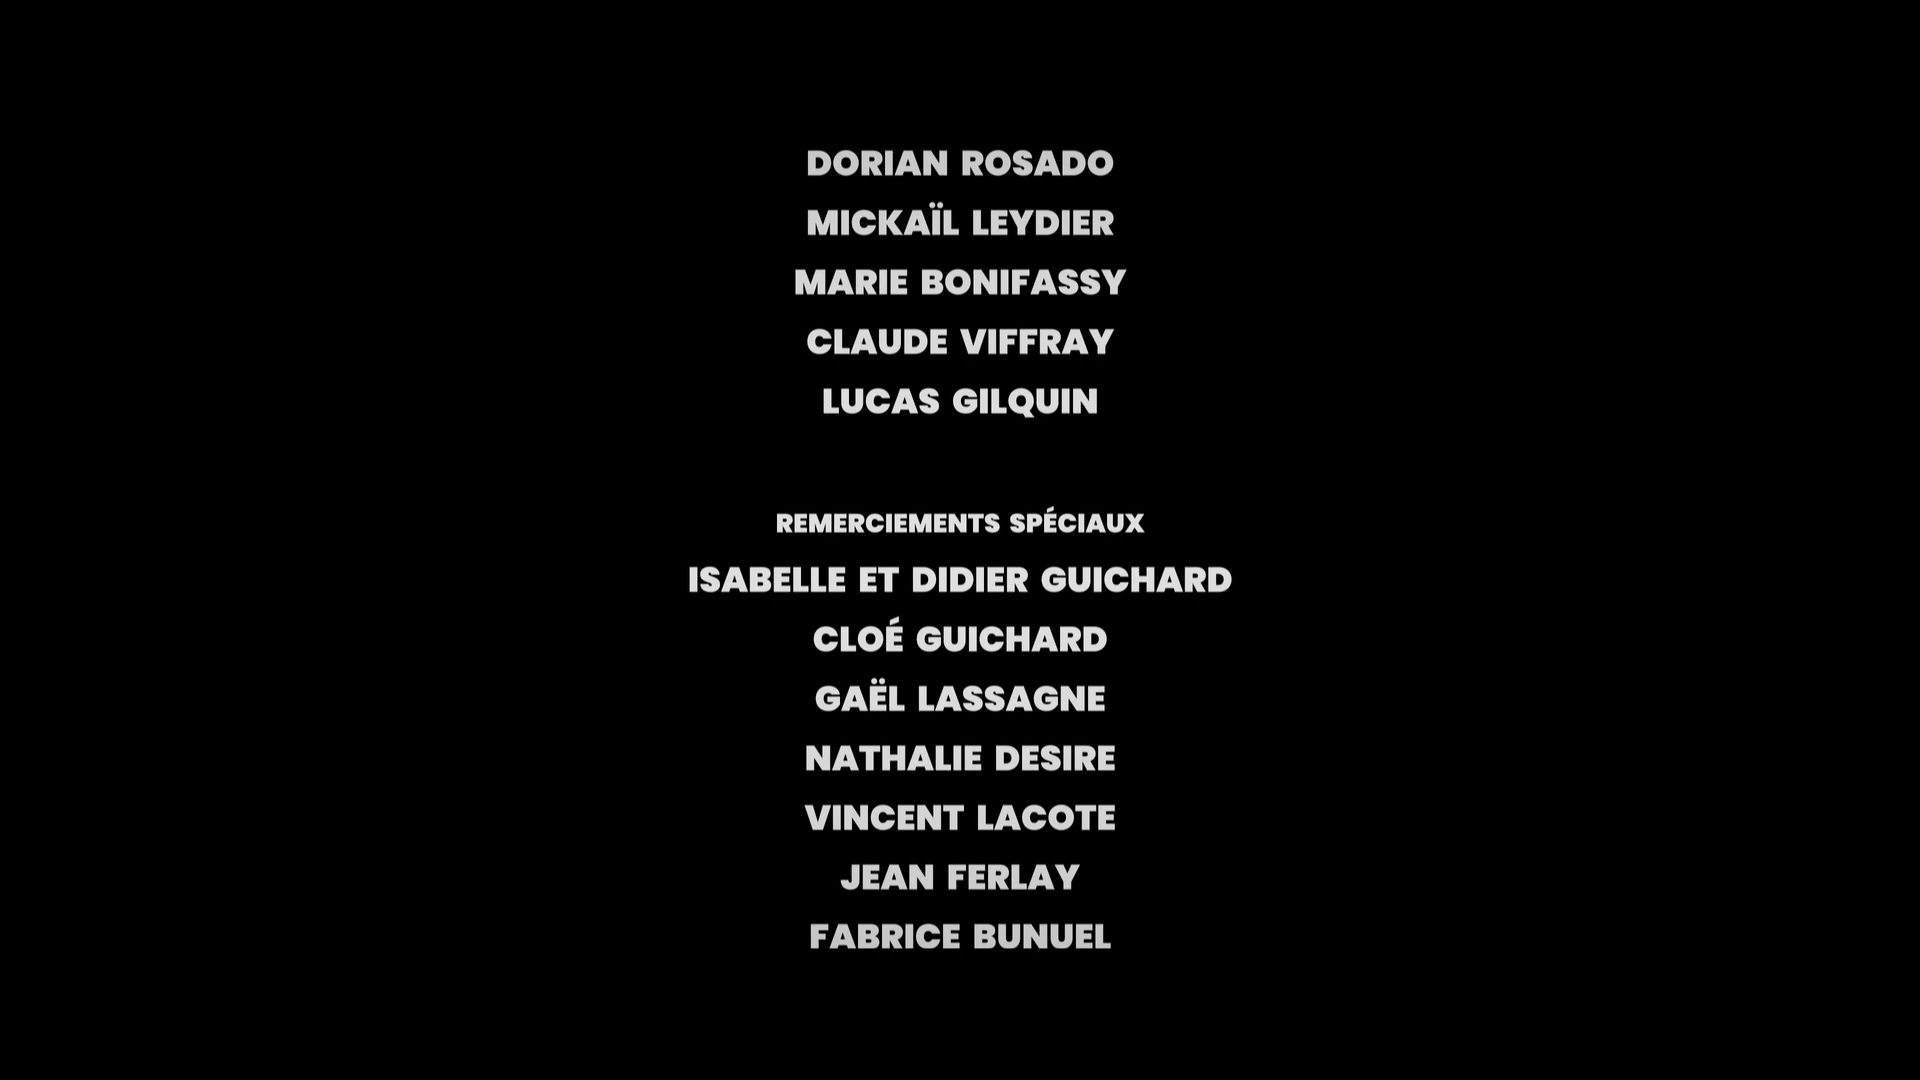 DORIAN ROSADO
MICKAÏL LEYDIER
MARIE BONIFASSY
CLAUDE VIFFRAY
LUCAS GILQUIN
REMERCIEMENTS SPÉCIAUX
ISABELLE ET DIDIER GUICHARD
CLOÉ GUICHARD
GAËL LASSAGNE
NATHALIE DESIRE
VINCENT LACOTE
JEAN FERLAY
FABRICE BUNUEL